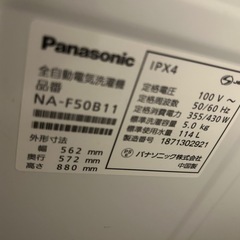 Panasonic
IPX4
全自動電気洗濯機
品番
NA-F50B11
外形寸法
幅 562 mm
奥行 572 mm
高さ 880 mm
定格電圧 100 V
定格周波数 50/60 Hz
定格消費電力 355/430W
標準洗濯容量 5.0 kg
標準使用水量 114 L
製造番号 1871302921
パナソニック株式会社
中国製